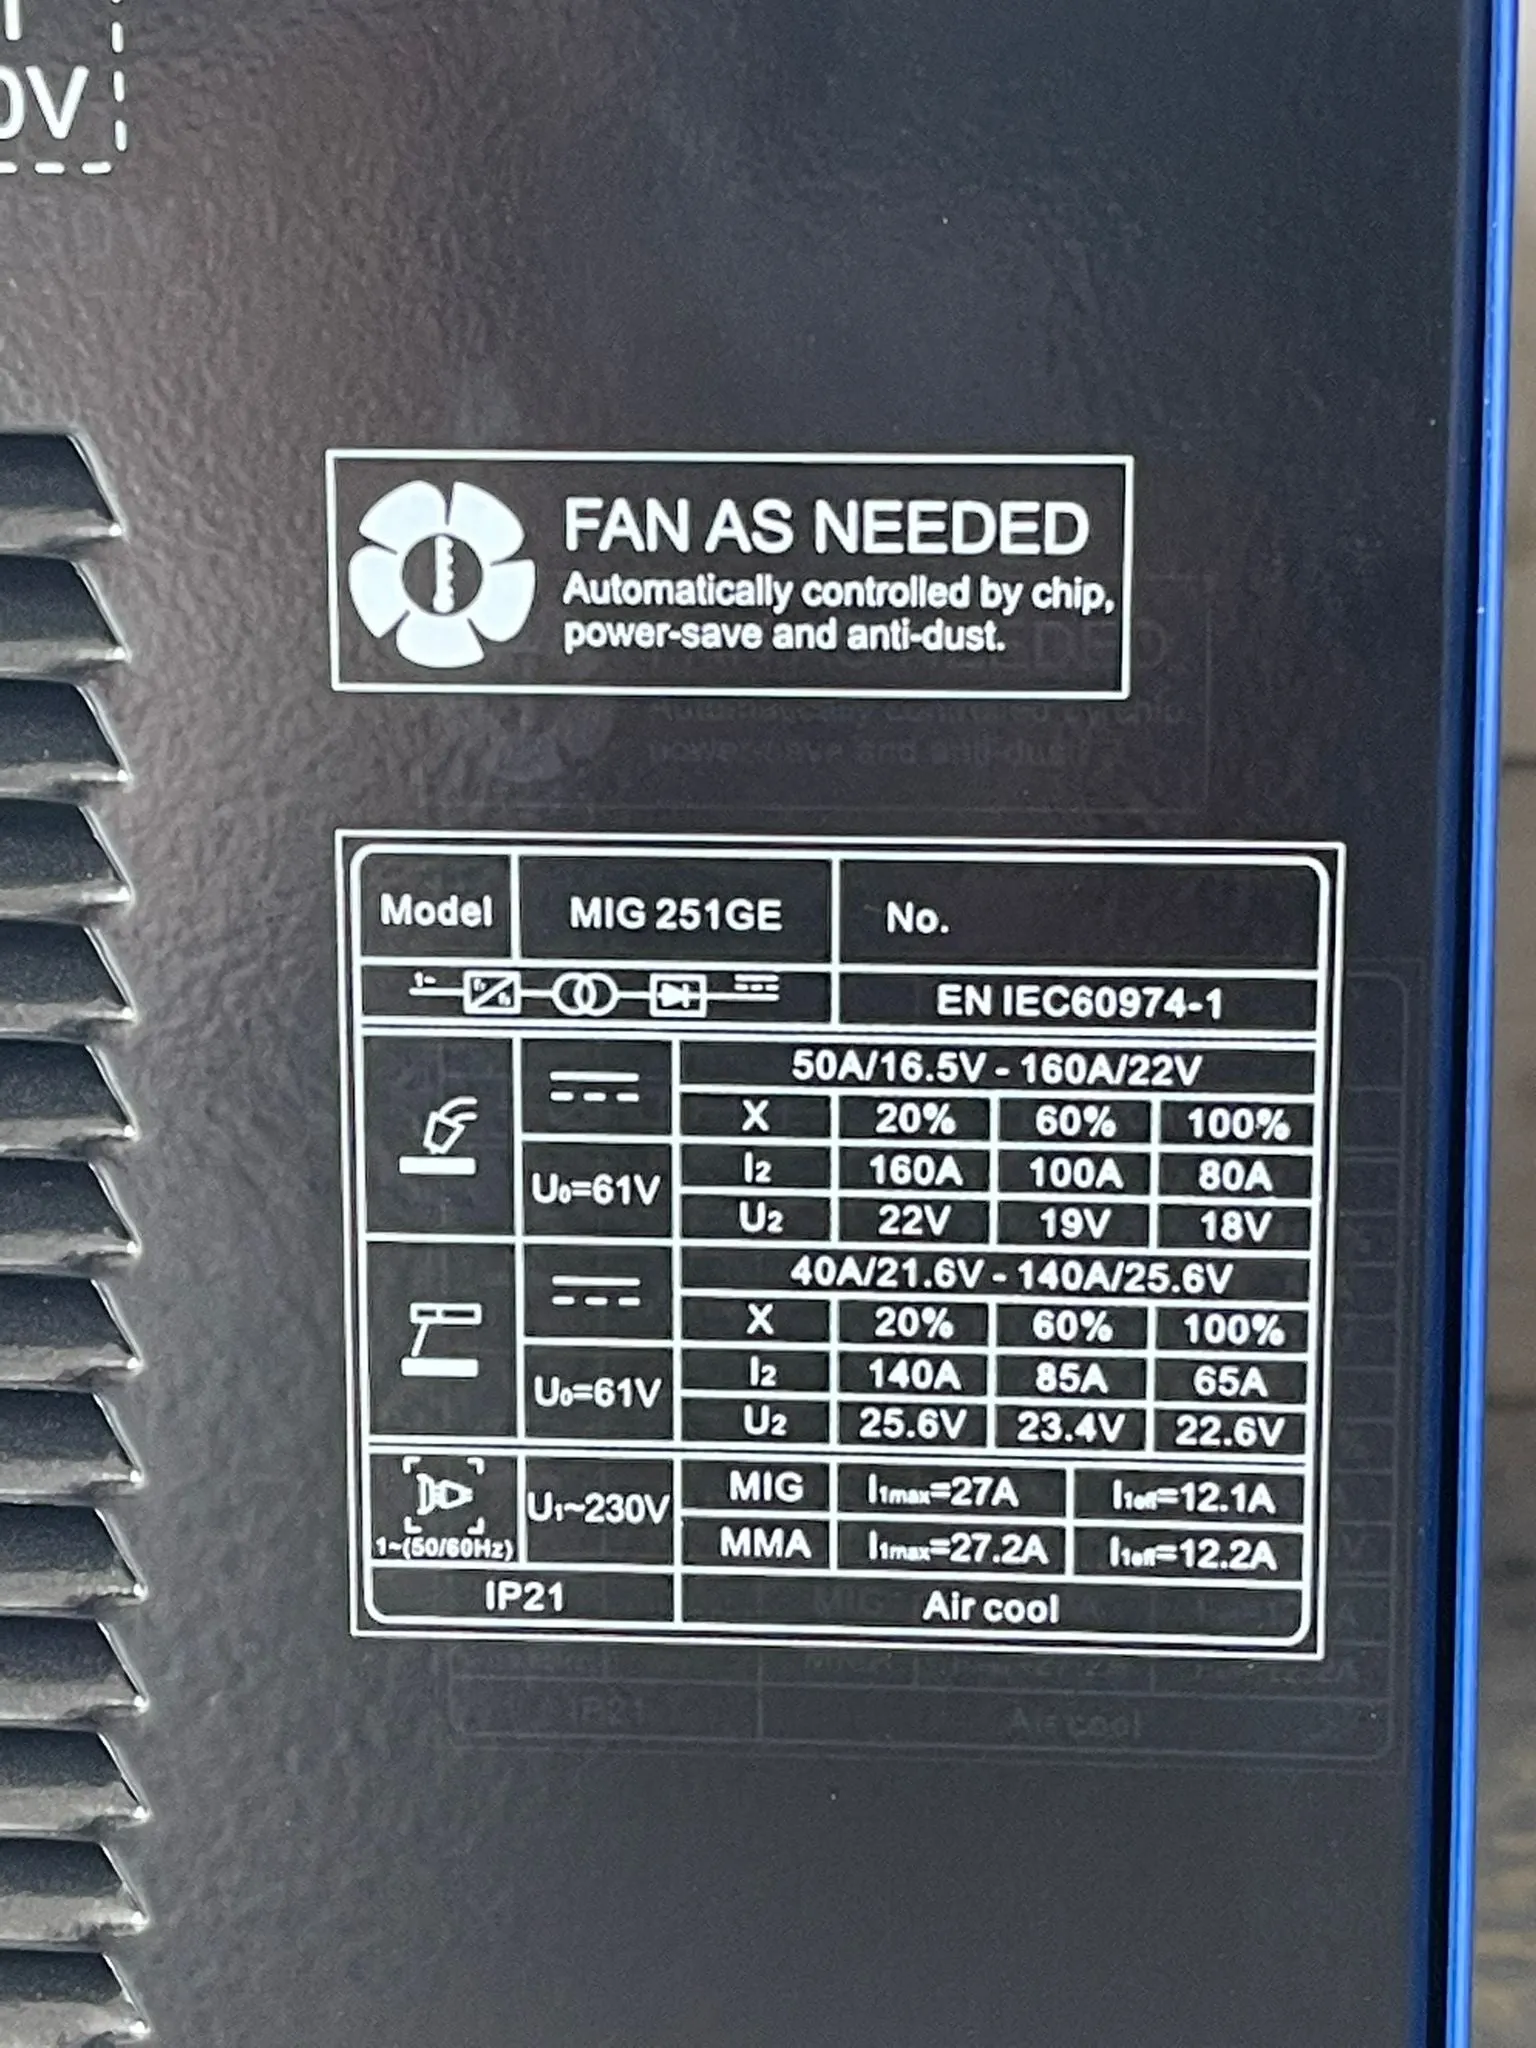 0V
FAN AS NEEDED
Automatically controlled by chip,
power-save and anti-dust.
Model MIG 251GE No.
1~ f₁ f₂ EN IEC60974-1
50A/16.5V - 160A/22V
X 20% 60% 100%
U₀=61V I₂ 160A 100A 80A
U₂ 22V 19V 18V
40A/21.6V - 140A/25.6V
X 20% 60% 100%
U₀=61V I₂ 140A 85A 65A
U₂ 25.6V 23.4V 22.6V
U₁~230V MIG I₁max=27A I₁eff=12.1A
1~(50/60Hz) MMA I₁max=27.2A I₁eff=12.2A
IP21 Air cool